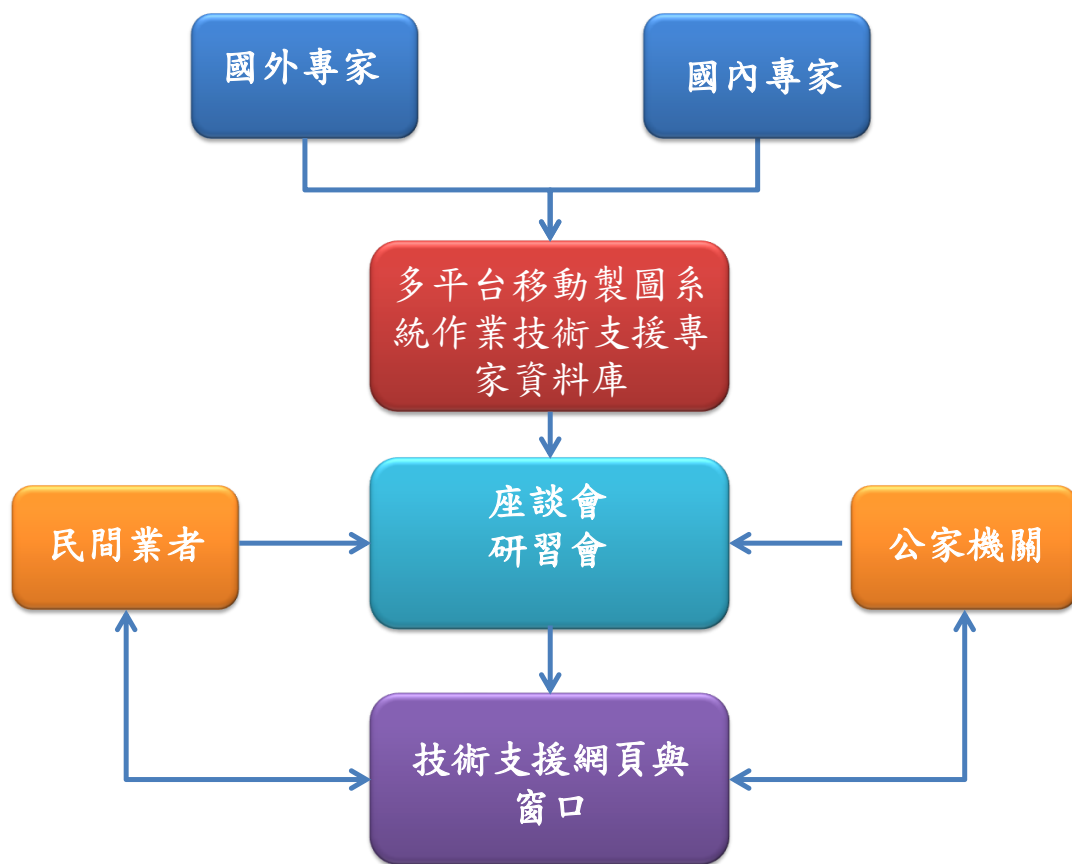 國外專家
國內專家
多平台移動製圖系
統作業技術支援專
家資料庫
座談會
研習會
民間業者
公家機關
技術支援網頁與
窗口